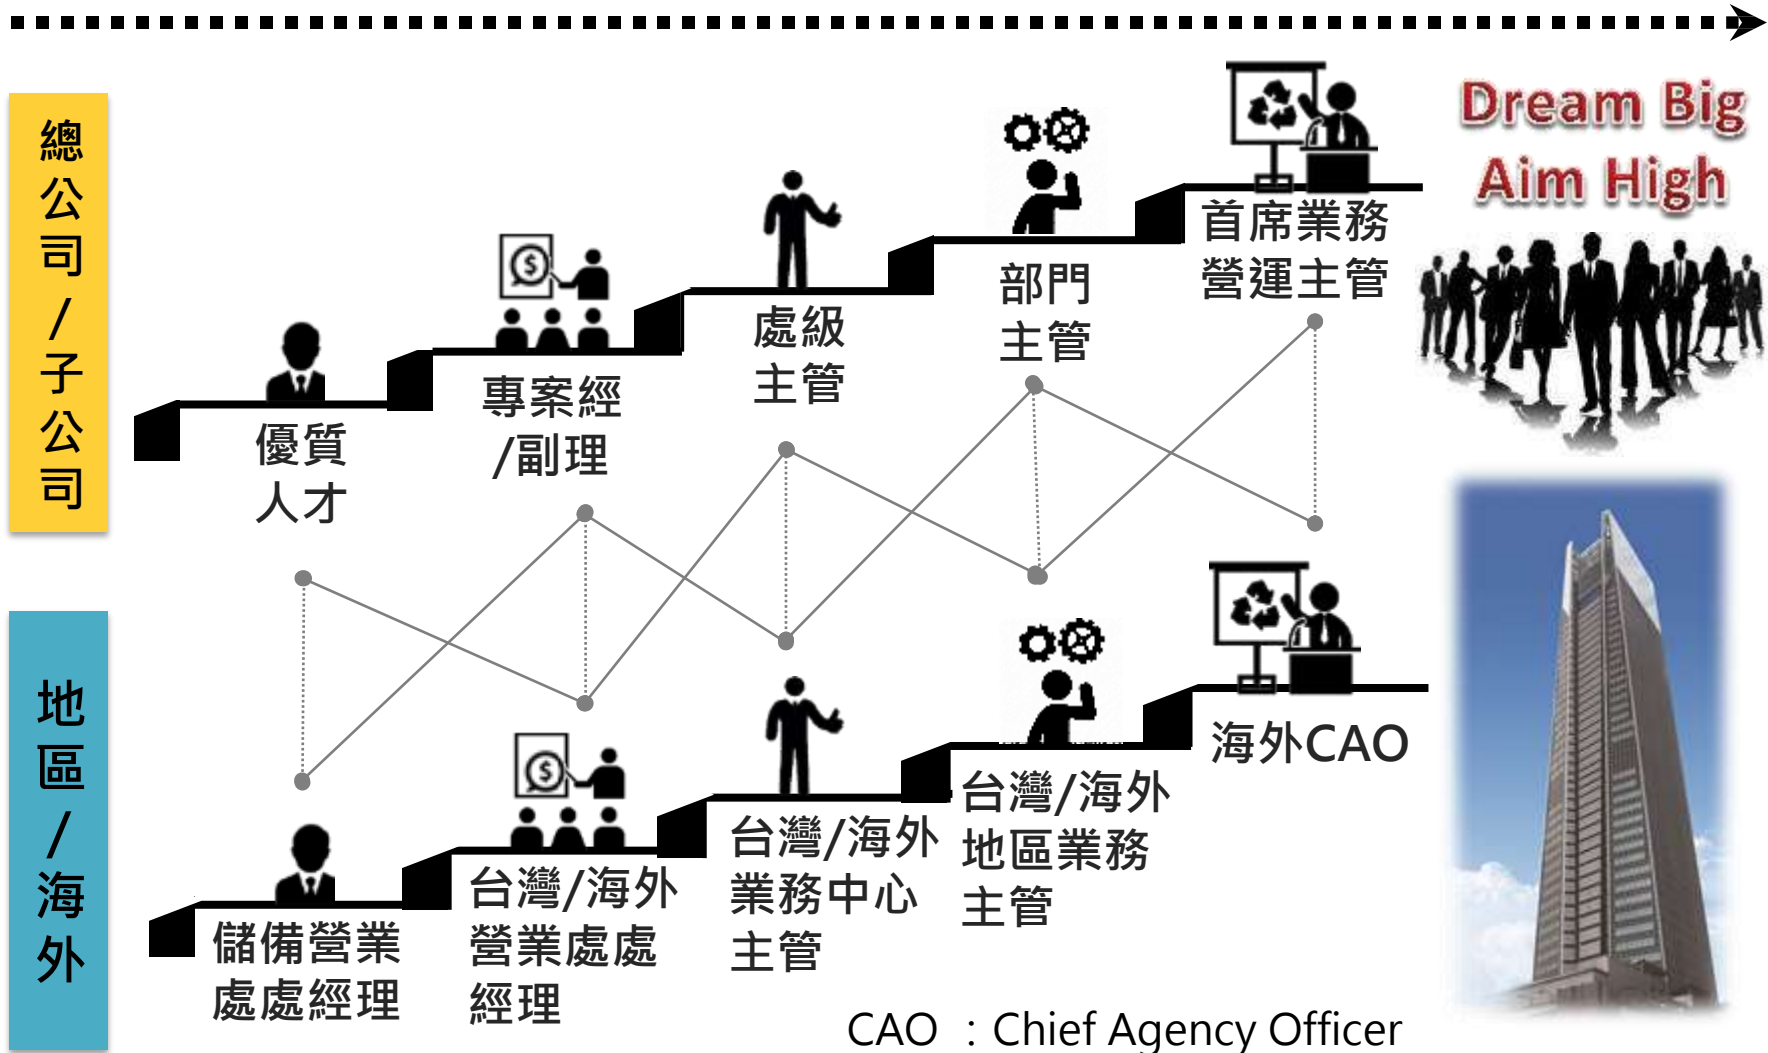 總公司/子公司
Dream Big
Aim High
首席業務
營運主管
部門
主管
處級
主管
專案經
/副理
優質
人才
地區/海外
海外CAO
台灣/海外
地區業務
主管
台灣/海外
業務中心
主管
台灣/海外
營業處處
經理
儲備營業
處處經理
CAO : Chief Agency Officer